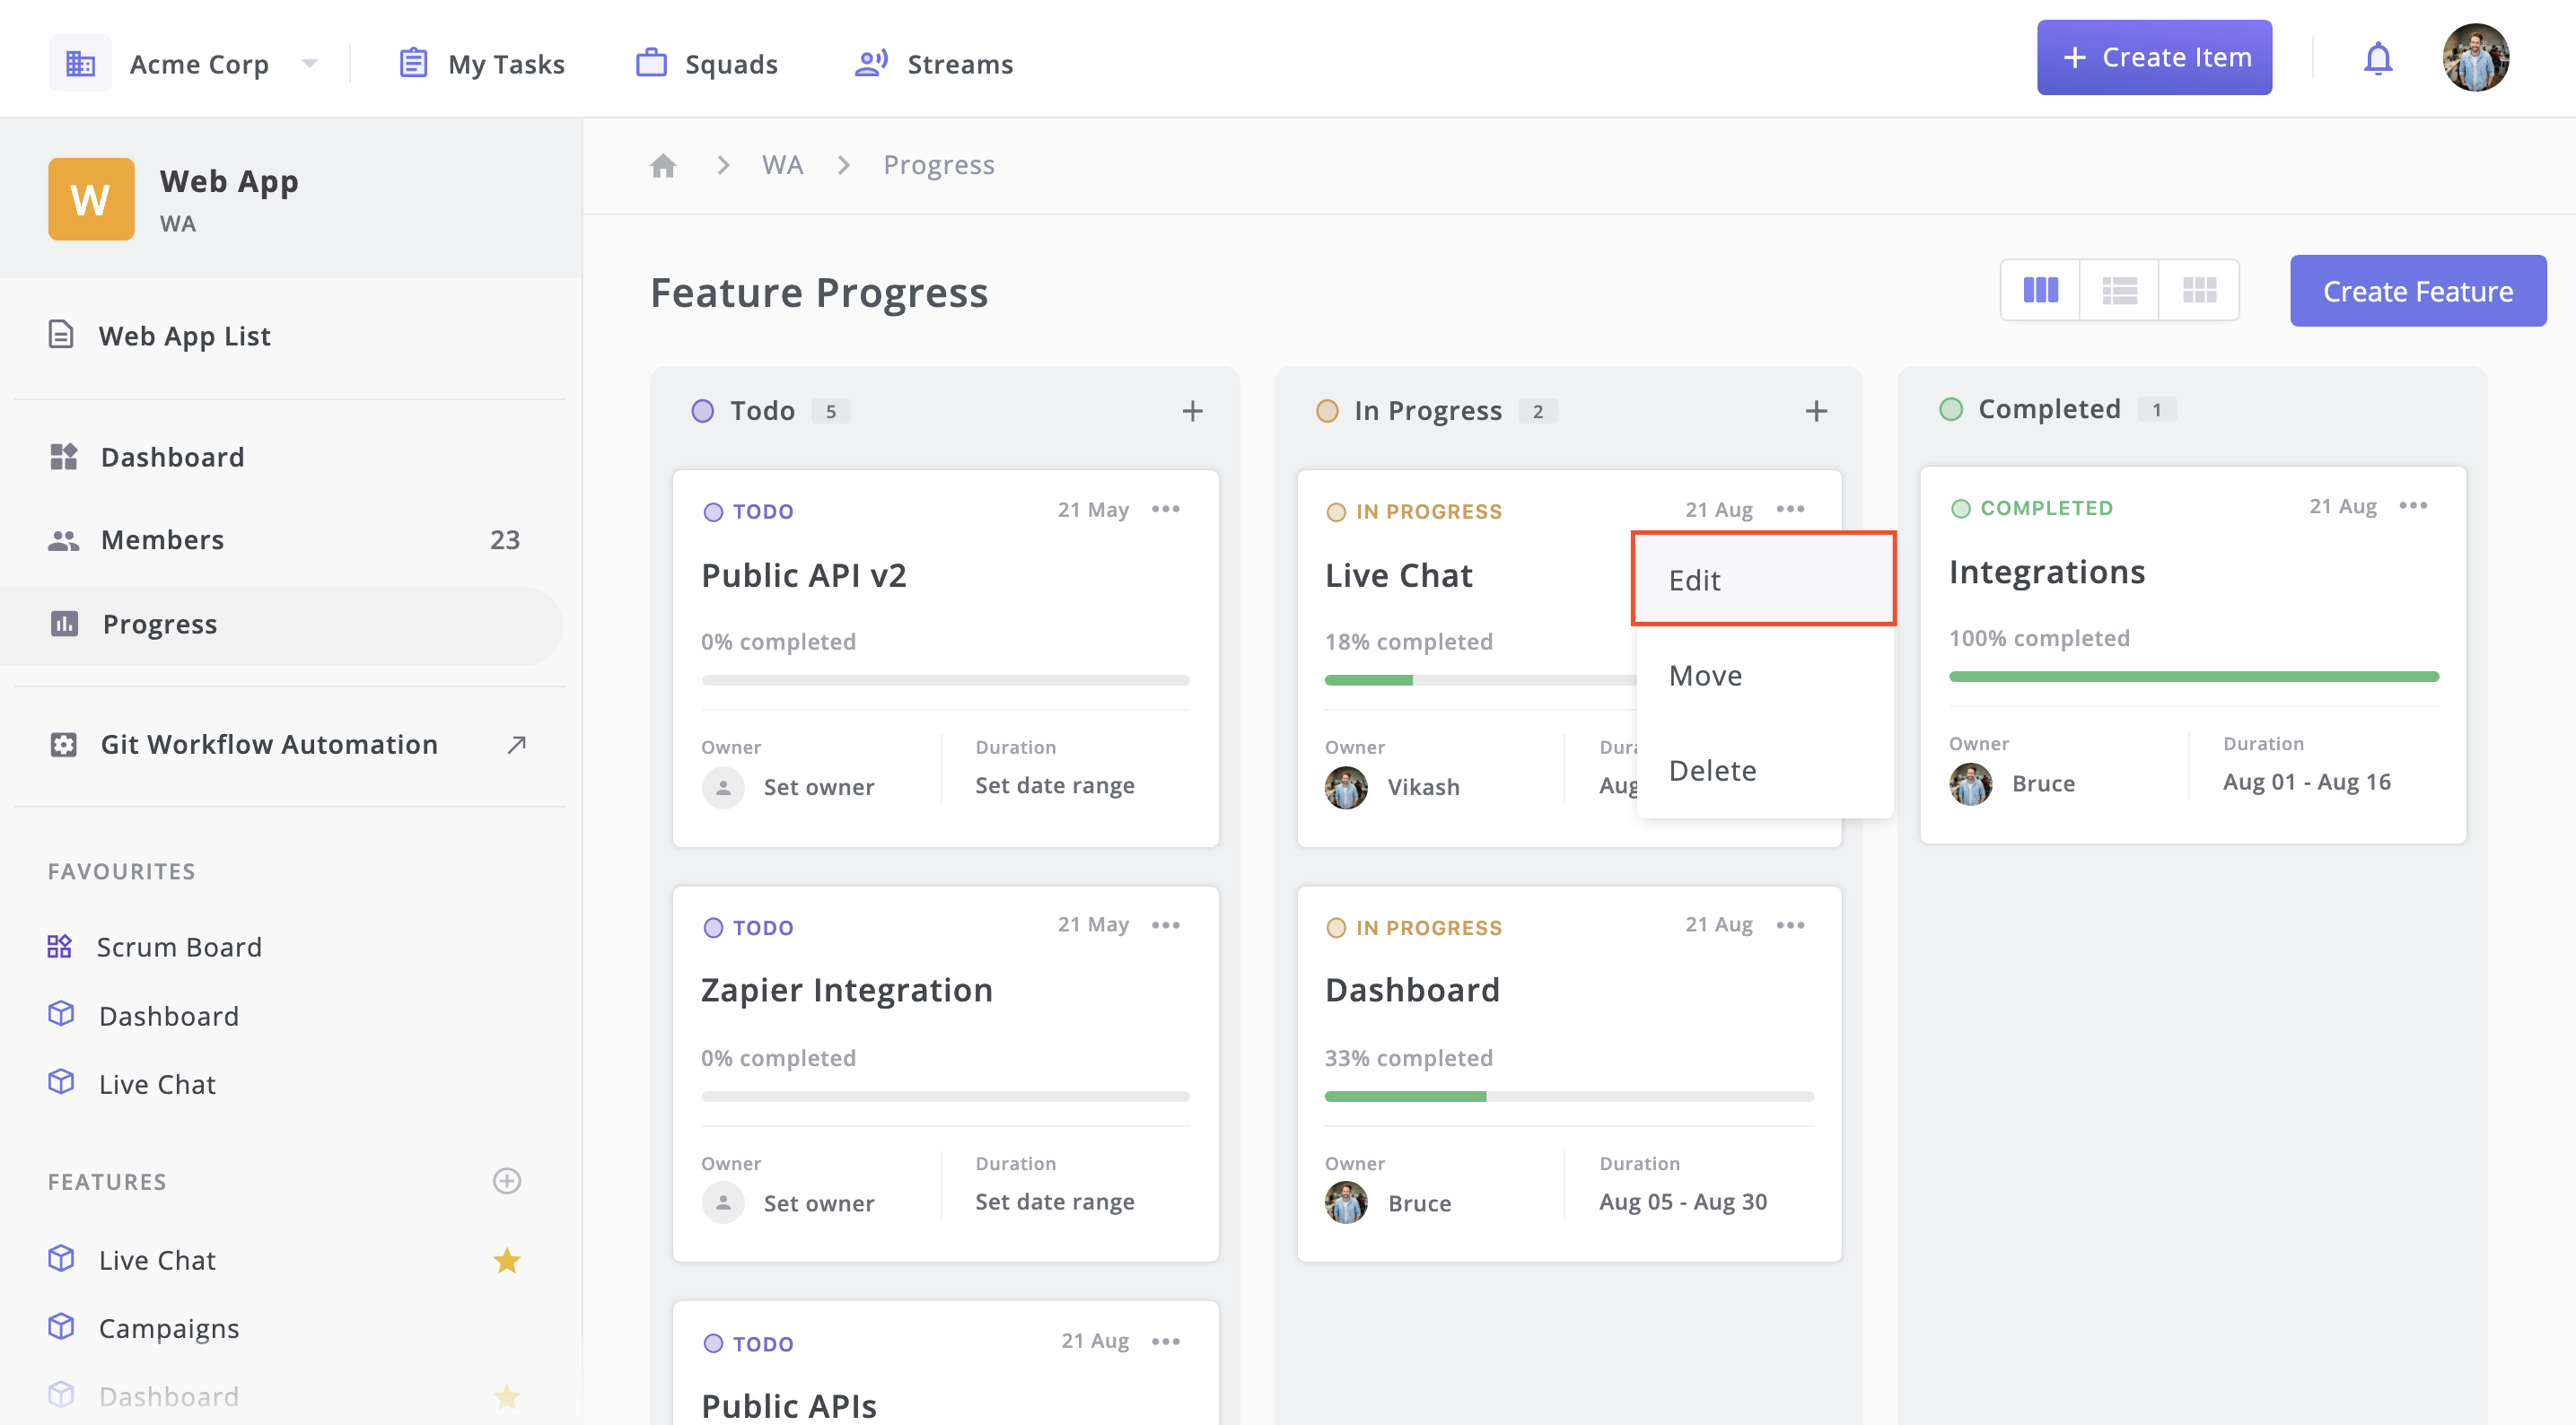 Acme Corp
My Tasks
Squads
Streams
+ Create Item
W
Web App
WA
Web App List
Dashboard
Members 23
Progress
Git Workflow Automation
FAVOURITES
Scrum Board
Dashboard
Live Chat
FEATURES
Live Chat
Campaigns
Dashboard
WA
Progress
Feature Progress
Create Feature
Todo 5
TODO 21 May
Public API v2
0% completed
Owner Duration
Set owner Set date range
TODO 21 May
Zapier Integration
0% completed
Owner Duration
Set owner Set date range
TODO 21 Aug
Public APIs
In Progress 2
IN PROGRESS 21 Aug
Live Chat
18% completed
Owner
Vikash Aug
Edit
Move
Delete
IN PROGRESS 21 Aug
Dashboard
33% completed
Owner Duration
Bruce Aug 05 - Aug 30
Completed 1
COMPLETED 21 Aug
Integrations
100% completed
Owner Duration
Bruce Aug 01 - Aug 16